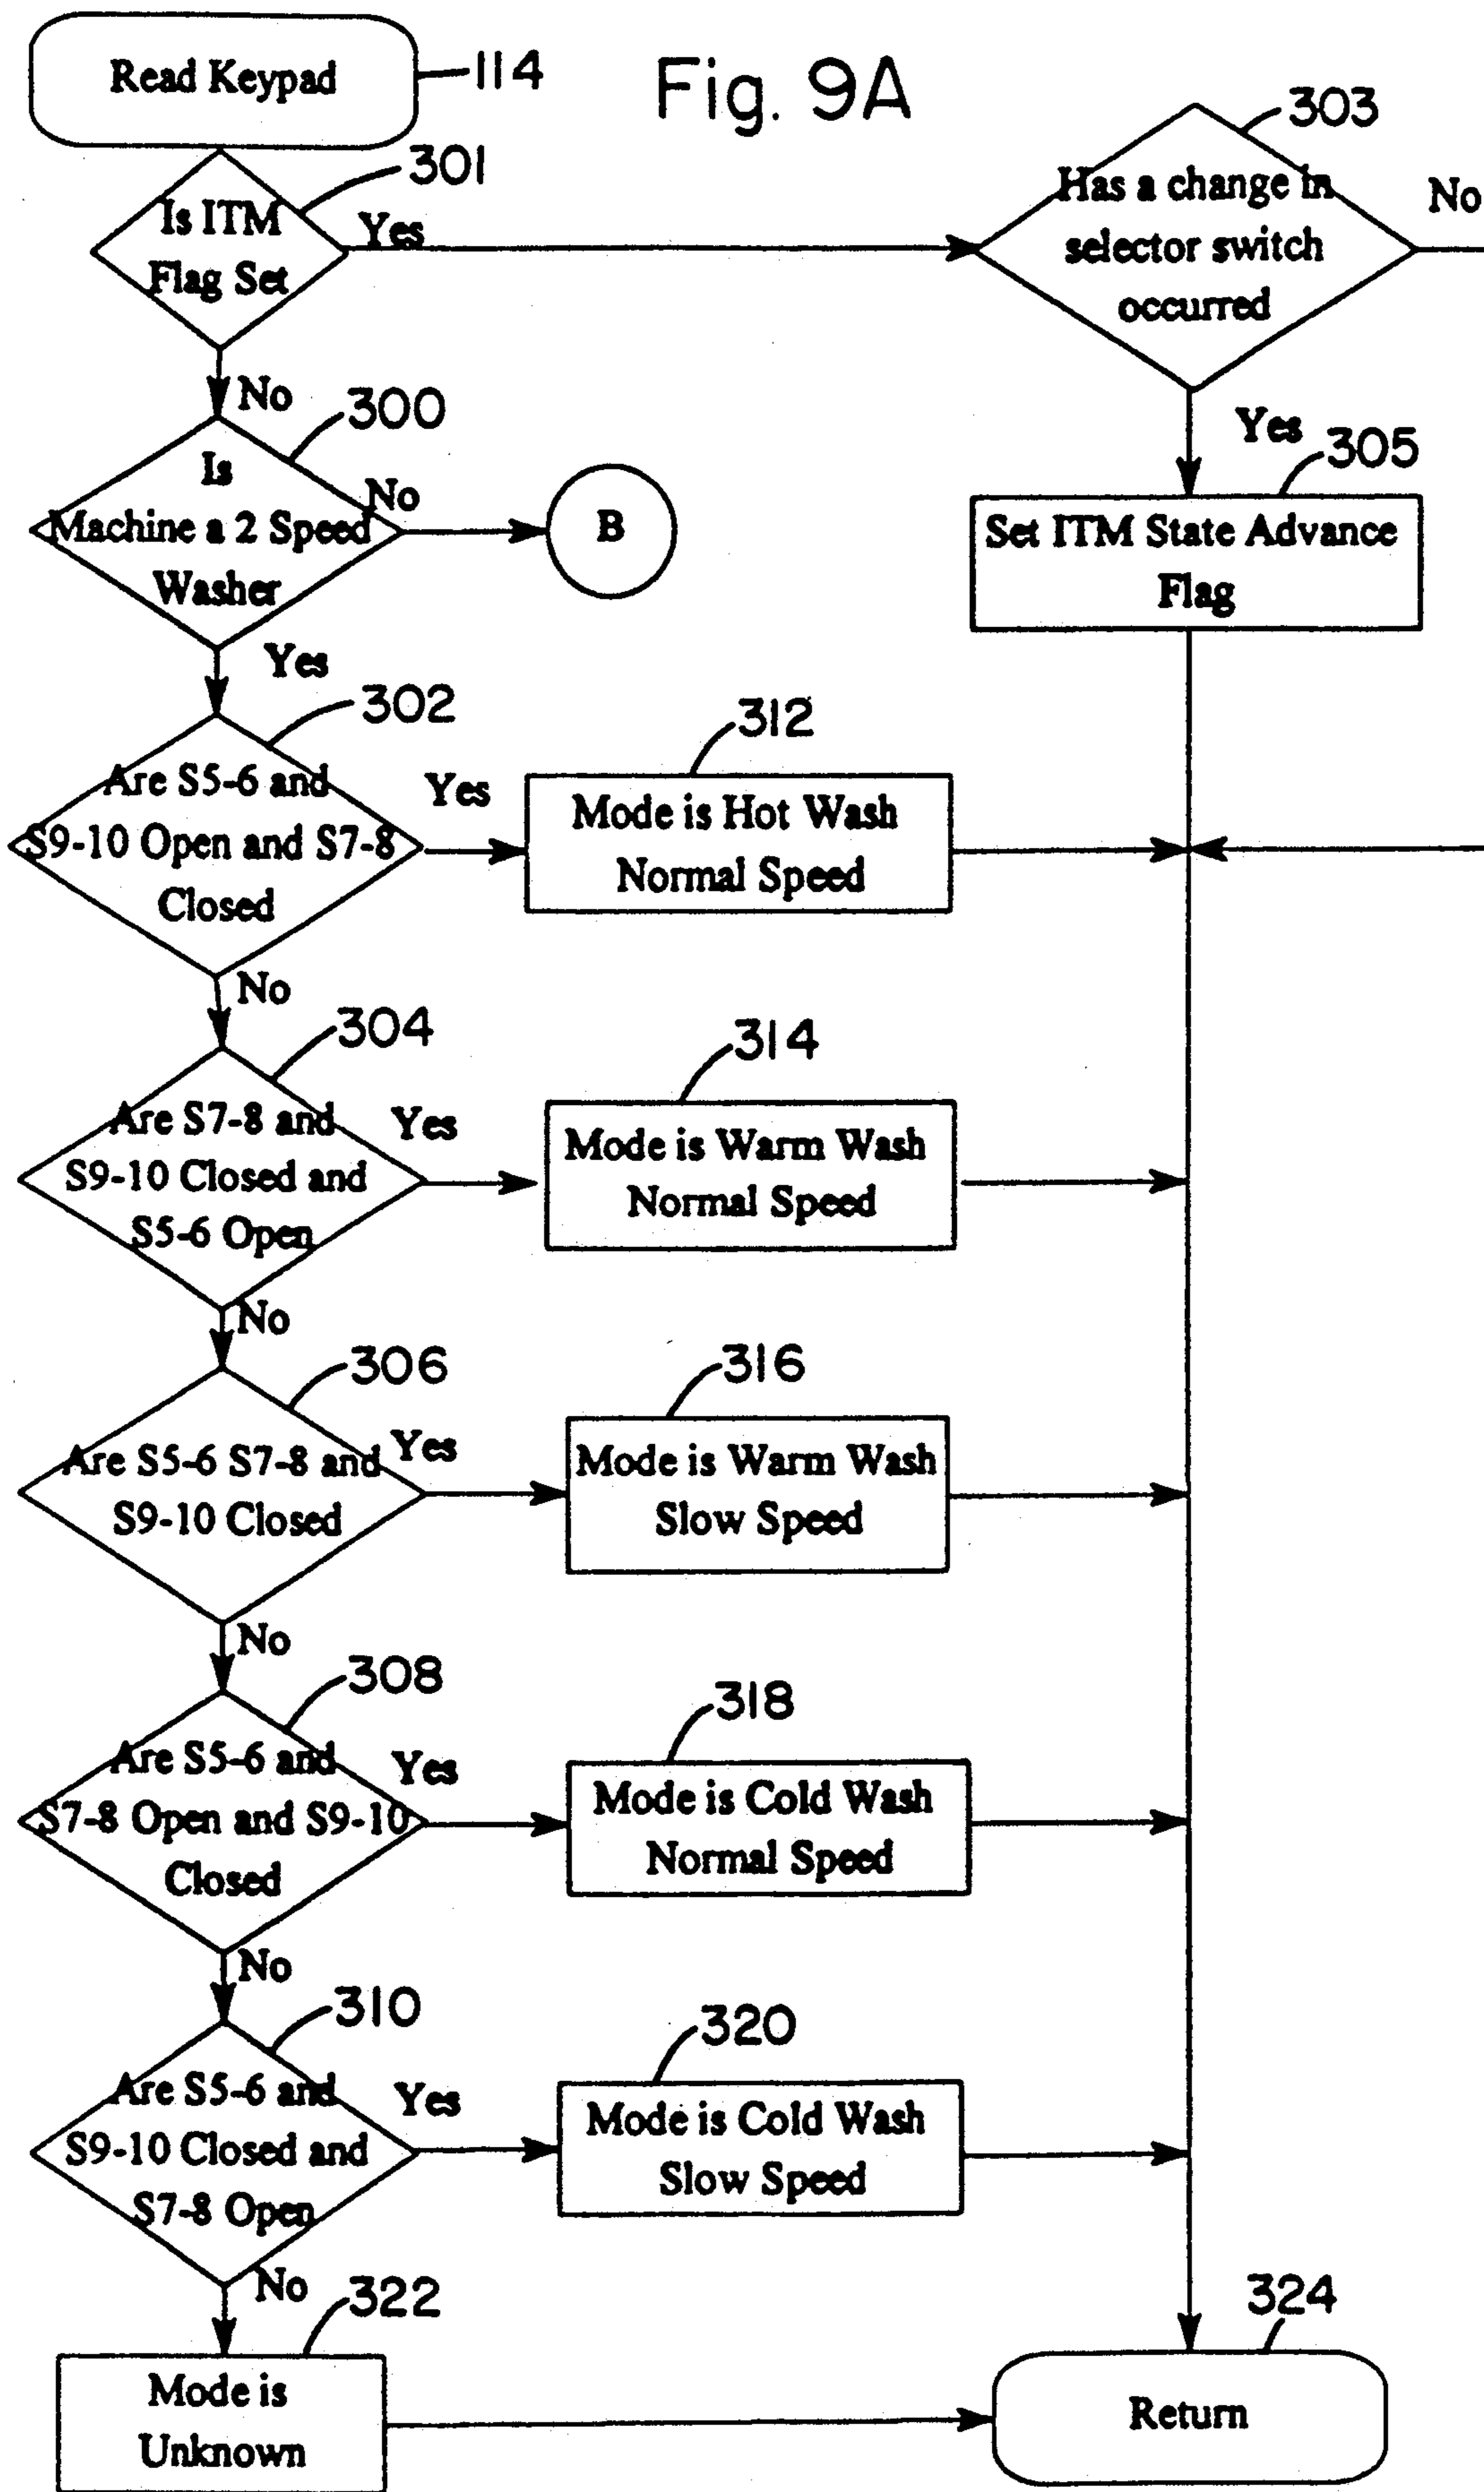 Fig. 9A
Read Keypad
114
301
Is ITM
Flag Set
Yes
No
303
Has a change in
selector switch
occurred
No
Yes
305
Set ITM State Advance
Flag
300
Is
Machine a 2 Speed
Washer
No
B
Yes
302
Are S5-6 and
S9-10 Open and S7-8
Closed
Yes
312
Mode is Hot Wash
Normal Speed
No
304
Are S7-8 and
S9-10 Closed and
S5-6 Open
Yes
314
Mode is Warm Wash
Normal Speed
No
306
Are S5-6 S7-8 and
S9-10 Closed
Yes
316
Mode is Warm Wash
Slow Speed
No
308
Are S5-6 and
S7-8 Open and S9-10
Closed
Yes
318
Mode is Cold Wash
Normal Speed
No
310
Are S5-6 and
S9-10 Closed and
S7-8 Open
Yes
320
Mode is Cold Wash
Slow Speed
No
322
Mode is
Unknown
324
Return